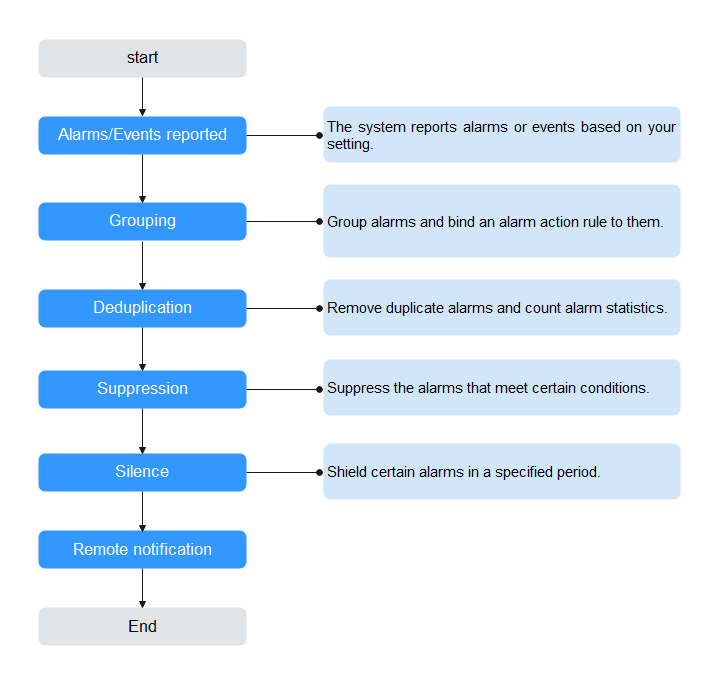 start
Alarms/Events reported
The system reports alarms or events based on your
setting.
Grouping
Group alarms and bind an alarm action rule to them.
Deduplication
Remove duplicate alarms and count alarm statistics.
Suppression
Suppress the alarms that meet certain conditions.
Silence
Shield certain alarms in a specified period.
Remote notification
End